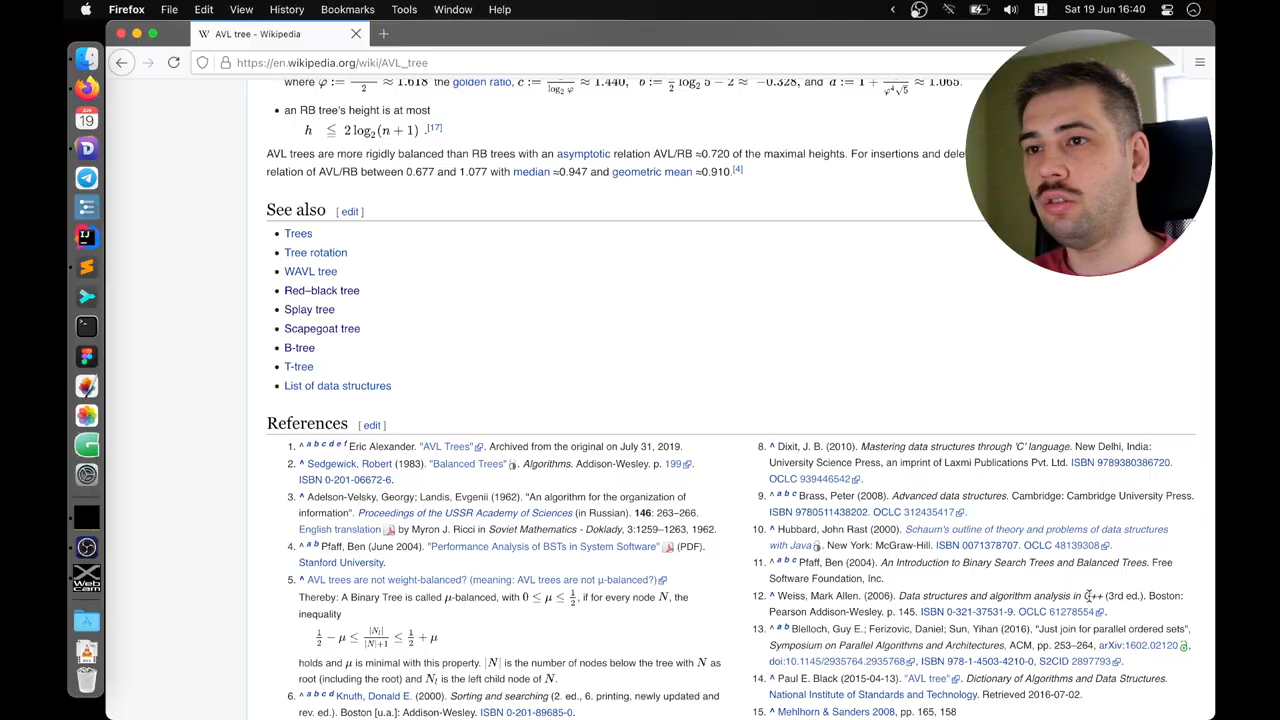 Firefox File Edit View History Bookmarks Tools Window Help
H Sat 19 Jun 16:40
W AVL tree - Wikipedia
https://en.wikipedia.org/wiki/AVL_tree
the golden ratio,
and
• an RB tree's height is at most
h ≦ 2 log₂(n + 1) .[17]
AVL trees are more rigidly balanced than RB trees with an asymptotic relation AVL/RB ≈0.720 of the maximal heights. For insertions and dele
relation of AVL/RB between 0.677 and 1.077 with median ≈0.947 and geometric mean ≈0.910.[4]
See also [ edit ]
• Trees
• Tree rotation
• WAVL tree
• Red–black tree
• Splay tree
• Scapegoat tree
• B-tree
• T-tree
• List of data structures
References [ edit ]
1. ^ a b c d e f Eric Alexander. "AVL Trees". Archived from the original on July 31, 2019.
2. ^ Sedgewick, Robert (1983). "Balanced Trees". Algorithms. Addison-Wesley. p. 199.
ISBN 0-201-06672-6.
3. ^ Adelson-Velsky, Georgy; Landis, Evgenii (1962). "An algorithm for the organization of
information". Proceedings of the USSR Academy of Sciences (in Russian). 146: 263–266.
English translation by Myron J. Ricci in Soviet Mathematics - Doklady, 3:1259–1263, 1962.
4. ^ a b Pfaff, Ben (June 2004). "Performance Analysis of BSTs in System Software" (PDF).
Stanford University.
5. ^ AVL trees are not weight-balanced? (meaning: AVL trees are not μ-balanced?)
Thereby: A Binary Tree is called μ-balanced, with 0 ≤ μ ≤ 1/2, if for every node N, the
inequality
1/2 − μ ≤ |Nl|/(|N|+1) ≤ 1/2 + μ
holds and μ is minimal with this property. |N| is the number of nodes below the tree with N as
root (including the root) and Nl is the left child node of N.
6. ^ a b c d Knuth, Donald E. (2000). Sorting and searching (2. ed., 6. printing, newly updated and
rev. ed.). Boston [u.a.]: Addison-Wesley. ISBN 0-201-89685-0.
8. ^ Dixit, J. B. (2010). Mastering data structures through 'C' language. New Delhi, India:
University Science Press, an imprint of Laxmi Publications Pvt. Ltd. ISBN 9789380386720.
OCLC 939446542.
9. ^ a b c Brass, Peter (2008). Advanced data structures. Cambridge: Cambridge University Press.
ISBN 9780511438202. OCLC 312435417.
10. ^ Hubbard, John Rast (2000). Schaum's outline of theory and problems of data structures
with Java. New York: McGraw-Hill. ISBN 0071378707. OCLC 48139308.
11. ^ a b c Pfaff, Ben (2004). An Introduction to Binary Search Trees and Balanced Trees. Free
Software Foundation, Inc.
12. ^ Weiss, Mark Allen. (2006). Data structures and algorithm analysis in C++ (3rd ed.). Boston:
Pearson Addison-Wesley. p. 145. ISBN 0-321-37531-9. OCLC 61278554.
13. ^ a b Blelloch, Guy E.; Ferizovic, Daniel; Sun, Yihan (2016), "Just join for parallel ordered sets",
Symposium on Parallel Algorithms and Architectures, ACM, pp. 253–264, arXiv:1602.02120,
doi:10.1145/2935764.2935768, ISBN 978-1-4503-4210-0, S2CID 2897793.
14. ^ Paul E. Black (2015-04-13). "AVL tree". Dictionary of Algorithms and Data Structures.
National Institute of Standards and Technology. Retrieved 2016-07-02.
15. ^ Mehlhorn & Sanders 2008, pp. 165, 158